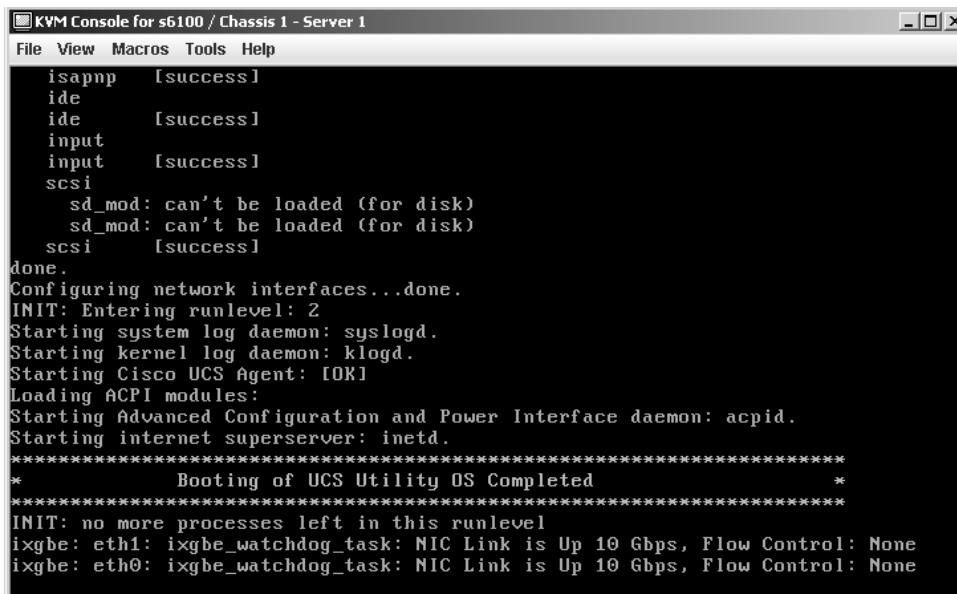 KVM Console for s6100 / Chassis 1 - Server 1
File View Macros Tools Help
isapnp [success]
ide
ide [success]
input
input [success]
scsi
sd_mod: can't be loaded (for disk)
sd_mod: can't be loaded (for disk)
scsi [success]
done.
Configuring network interfaces...done.
INIT: Entering runlevel: 2
Starting system log daemon: syslogd.
Starting kernel log daemon: klogd.
Starting Cisco UCS Agent: [OK]
Loading ACPI modules:
Starting Advanced Configuration and Power Interface daemon: acpid.
Starting internet superserver: inetd.
**********************************************************************
* Booting of UCS Utility OS Completed *
**********************************************************************
INIT: no more processes left in this runlevel
ixgbe: eth1: ixgbe_watchdog_task: NIC Link is Up 10 Gbps, Flow Control: None
ixgbe: eth0: ixgbe_watchdog_task: NIC Link is Up 10 Gbps, Flow Control: None